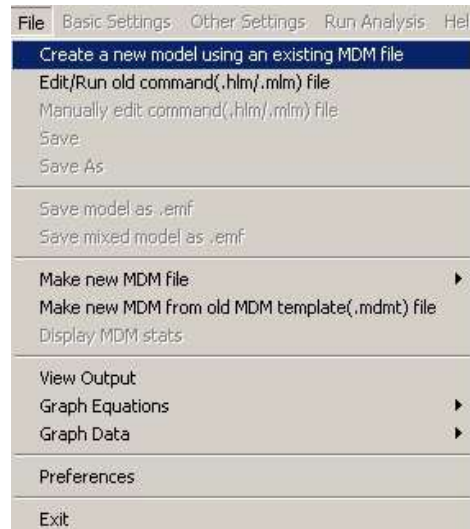 File Basic Settings Other Settings Run Analysis Hel
Create a new model using an existing MDM file
Edit/Run old command(.hlm/.mlm) file
Manually edit command(.hlm/.mlm) file
Save
Save As
Save model as .emf
Save mixed model as .emf
Make new MDM file
Make new MDM from old MDM template(.mdmt) file
Display MDM stats
View Output
Graph Equations
Graph Data
Preferences
Exit